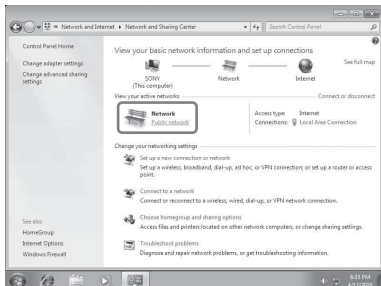 « Network and Internet ▸ Network and Sharing Center
Search Control Panel
Control Panel Home
Change adapter settings
Change advanced sharing
settings
View your basic network information and set up connections
See full map
SONY
(This computer)
Network
Internet
View your active networks
Connect or disconnect
Network
Public network
Access type: Internet
Connections: Local Area Connection
Change your networking settings
Set up a new connection or network
Set up a wireless, broadband, dial-up, ad hoc, or VPN connection; or set up a router or access
point.
Connect to a network
Connect or reconnect to a wireless, wired, dial-up, or VPN network connection.
Choose homegroup and sharing options
Access files and printers located on other network computers, or change sharing settings.
Troubleshoot problems
Diagnose and repair network problems, or get troubleshooting information.
See also
HomeGroup
Internet Options
Windows Firewall
6:33 PM